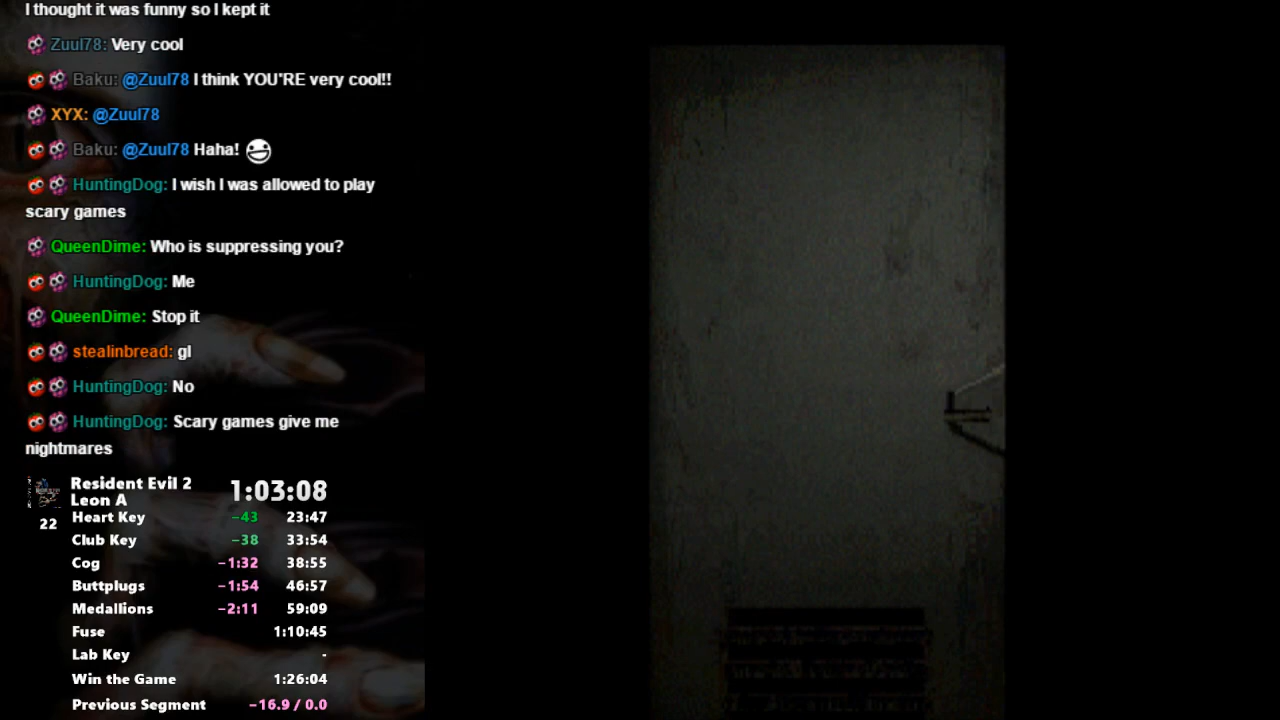 I thought it was funny so I kept it
Zuul78: Very cool
Baku: @Zuul78 I think YOU'RE very cool!!
XYX: @Zuul78
Baku: @Zuul78 Haha!
HuntingDog: I wish I was allowed to play
scary games
QueenDime: Who is suppressing you?
HuntingDog: Me
QueenDime: Stop it
stealinbread: gl
HuntingDog: No
HuntingDog: Scary games give me
nightmares
Resident Evil 2
Leon A
1:03:08
22
Heart Key -43 23:47
Club Key -38 33:54
Cog -1:32 38:55
Buttplugs -1:54 46:57
Medallions -2:11 59:09
Fuse 1:10:45
Lab Key -
Win the Game 1:26:04
Previous Segment -16.9 / 0.0